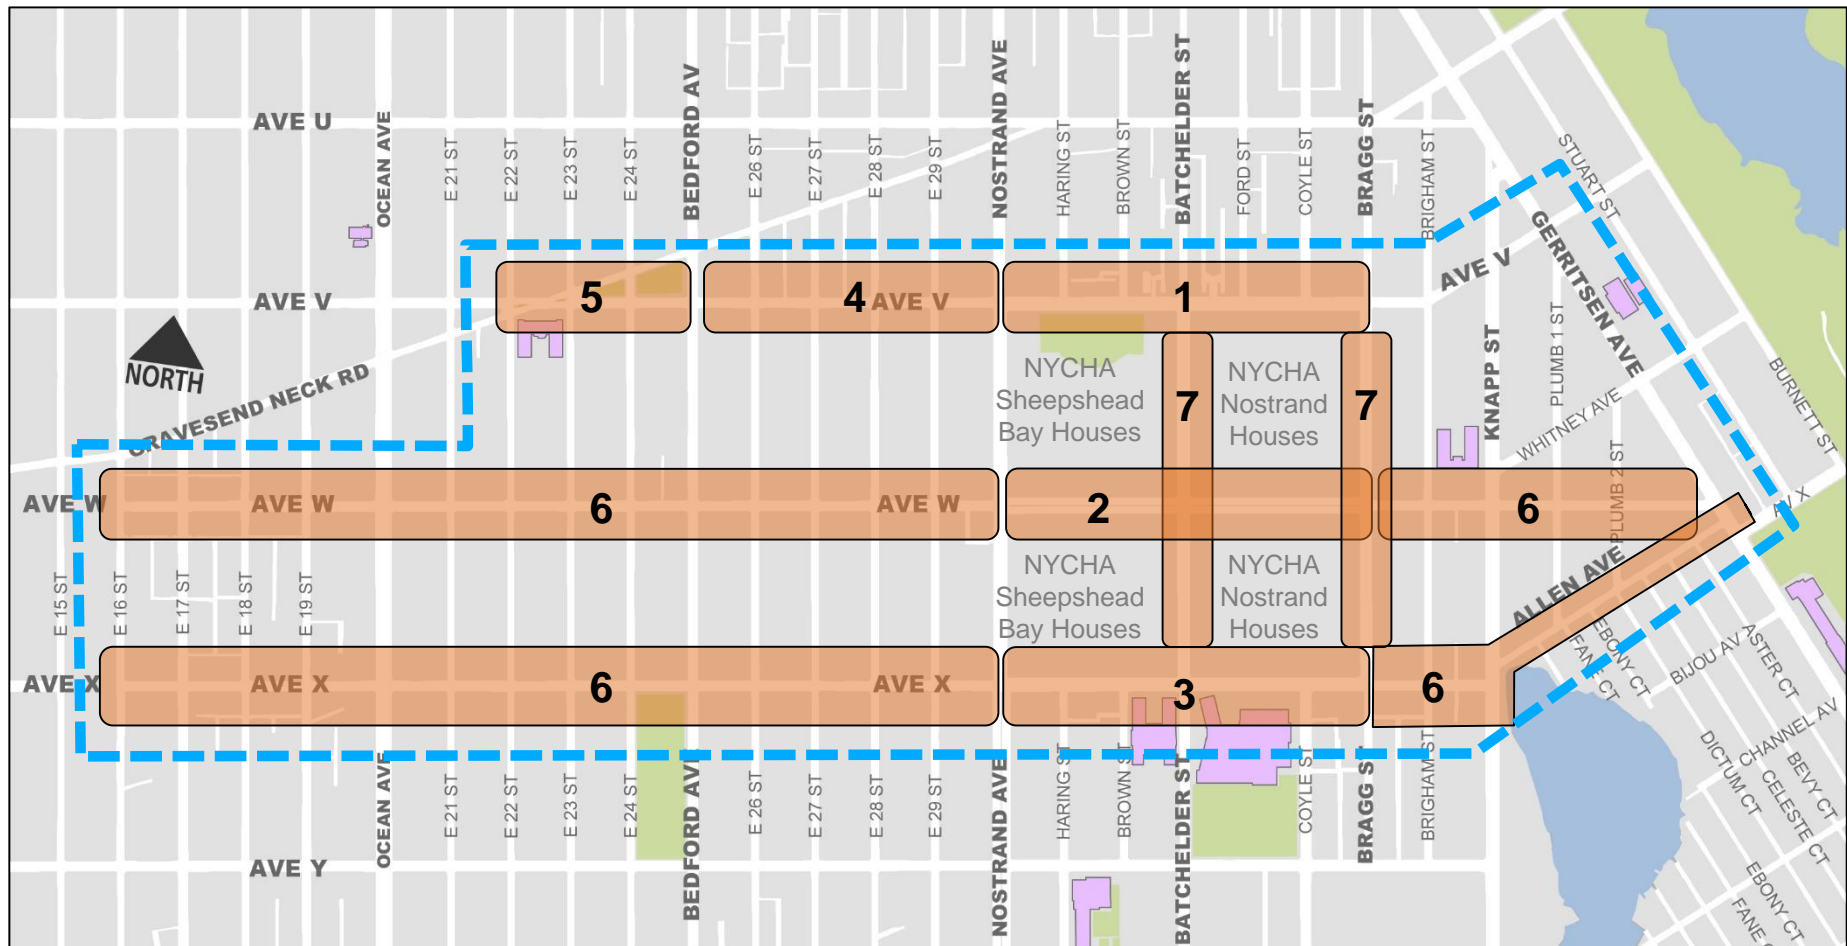 AVE U
OCEAN AVE
E 21 ST
E 22 ST
E 23 ST
E 24 ST
BEDFORD AV
E 26 ST
E 27 ST
E 28 ST
E 29 ST
NOSTRAND AVE
HARING ST
BROWN ST
BATCHELDER ST
FORD ST
COYLE ST
BRAGG ST
BRIGHAM ST
STUART ST
GERRITSEN AVE
AVE V
AVE V
5
4
AVE V
1
NORTH
GRAVESEND NECK RD
NYCHA
Sheepshead
Bay Houses
7
NYCHA
Nostrand
Houses
7
KNAPP ST
PLUMB 1 ST
WHITNEY AVE
BURNETT ST
PLUMB 2 ST
AVE W
AVE W
6
AVE W
2
6
AV X
E 15 ST
E 16 ST
E 17 ST
E 18 ST
E 19 ST
NYCHA
Sheepshead
Bay Houses
NYCHA
Nostrand
Houses
ALLEN AVE
EBONY CT
FANE CT
BIJOU AV
ASTER CT
AVE X
AVE X
6
AVE X
3
6
CHANNEL AV
DICTUM CT
CELESTE CT
BEVY CT
OCEAN AVE
E 21 ST
E 22 ST
E 23 ST
E 24 ST
BEDFORD AVE
E 26 ST
E 27 ST
E 28 ST
E 29 ST
NOSTRAND AVE
HARING ST
BROWN ST
BATCHELDER ST
COYLE ST
BRAGG ST
BRIGHAM ST
AVE Y
EBONY CT
FANE C